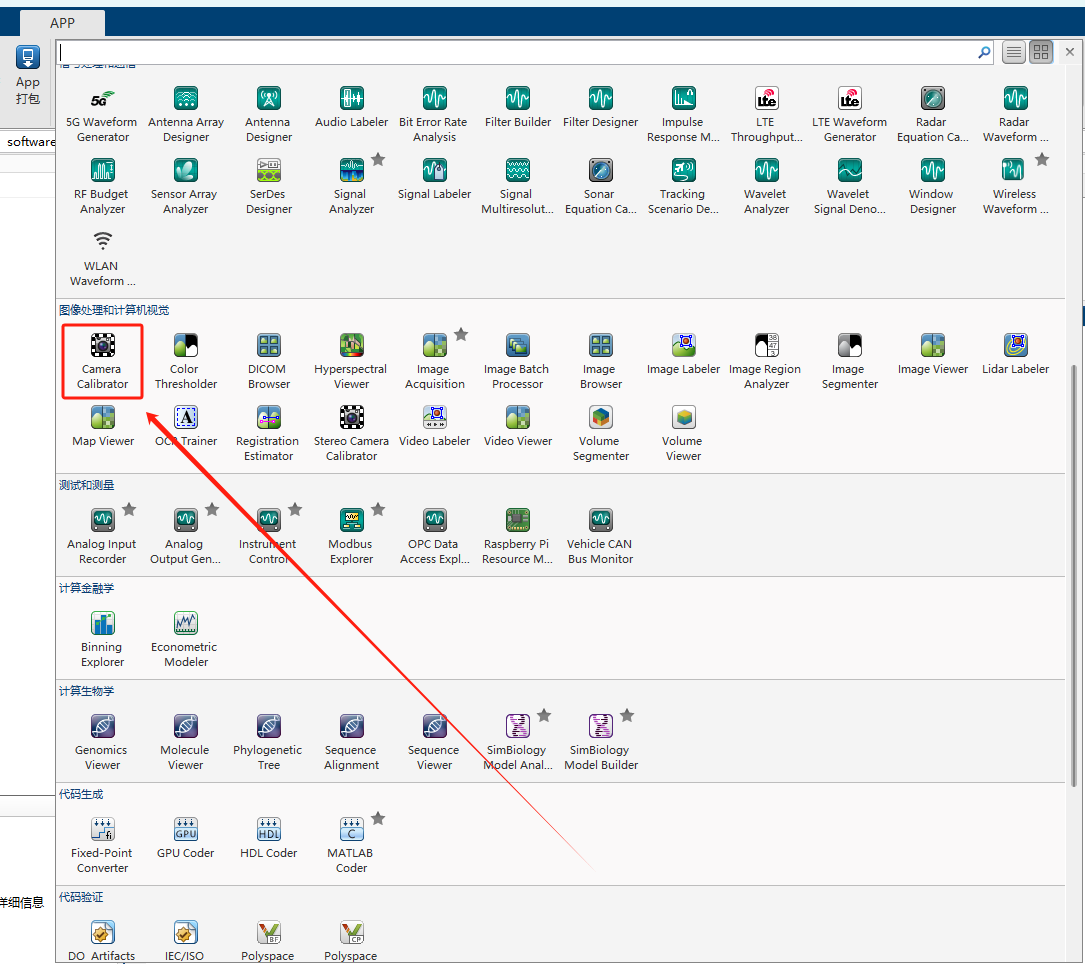 APP
App
打包
software
信号处理和通信
5G Waveform Generator
Antenna Array Designer
Antenna Designer
Audio Labeler
Bit Error Rate Analysis
Filter Builder
Filter Designer
Impulse Response M...
LTE Throughput...
LTE Waveform Generator
Radar Equation Ca...
Radar Waveform ...
RF Budget Analyzer
Sensor Array Analyzer
SerDes Designer
Signal Analyzer
Signal Labeler
Signal Multiresolut...
Sonar Equation Ca...
Tracking Scenario De...
Wavelet Analyzer
Wavelet Signal Deno...
Window Designer
Wireless Waveform ...
WLAN Waveform ...
图像处理和计算机视觉
Camera Calibrator
Color Thresholder
DICOM Browser
Hyperspectral Viewer
Image Acquisition
Image Batch Processor
Image Browser
Image Labeler
Image Region Analyzer
Image Segmenter
Image Viewer
Lidar Labeler
Map Viewer
OCR Trainer
Registration Estimator
Stereo Camera Calibrator
Video Labeler
Video Viewer
Volume Segmenter
Volume Viewer
测试和测量
Analog Input Recorder
Analog Output Gen...
Instrument Control
Modbus Explorer
OPC Data Access Expl...
Raspberry Pi Resource M...
Vehicle CAN Bus Monitor
计算金融学
Binning Explorer
Econometric Modeler
计算生物学
Genomics Viewer
Molecule Viewer
Phylogenetic Tree
Sequence Alignment
Sequence Viewer
SimBiology Model Anal...
SimBiology Model Builder
代码生成
Fixed-Point Converter
GPU Coder
HDL Coder
MATLAB Coder
详细信息
代码验证
DO Artifacts
IEC/ISO
Polyspace
Polyspace